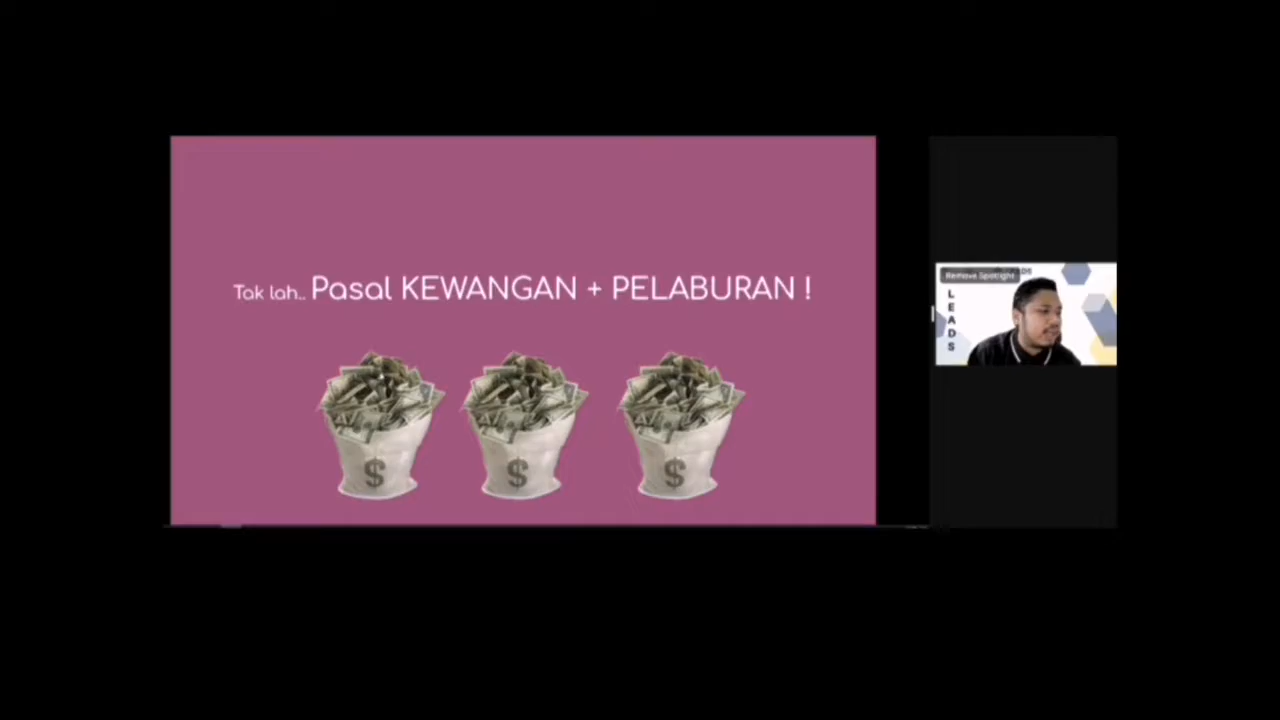 Tak lah.. Pasal KEWANGAN + PELABURAN !
$ $ $
Remove Spotlight
LEADS